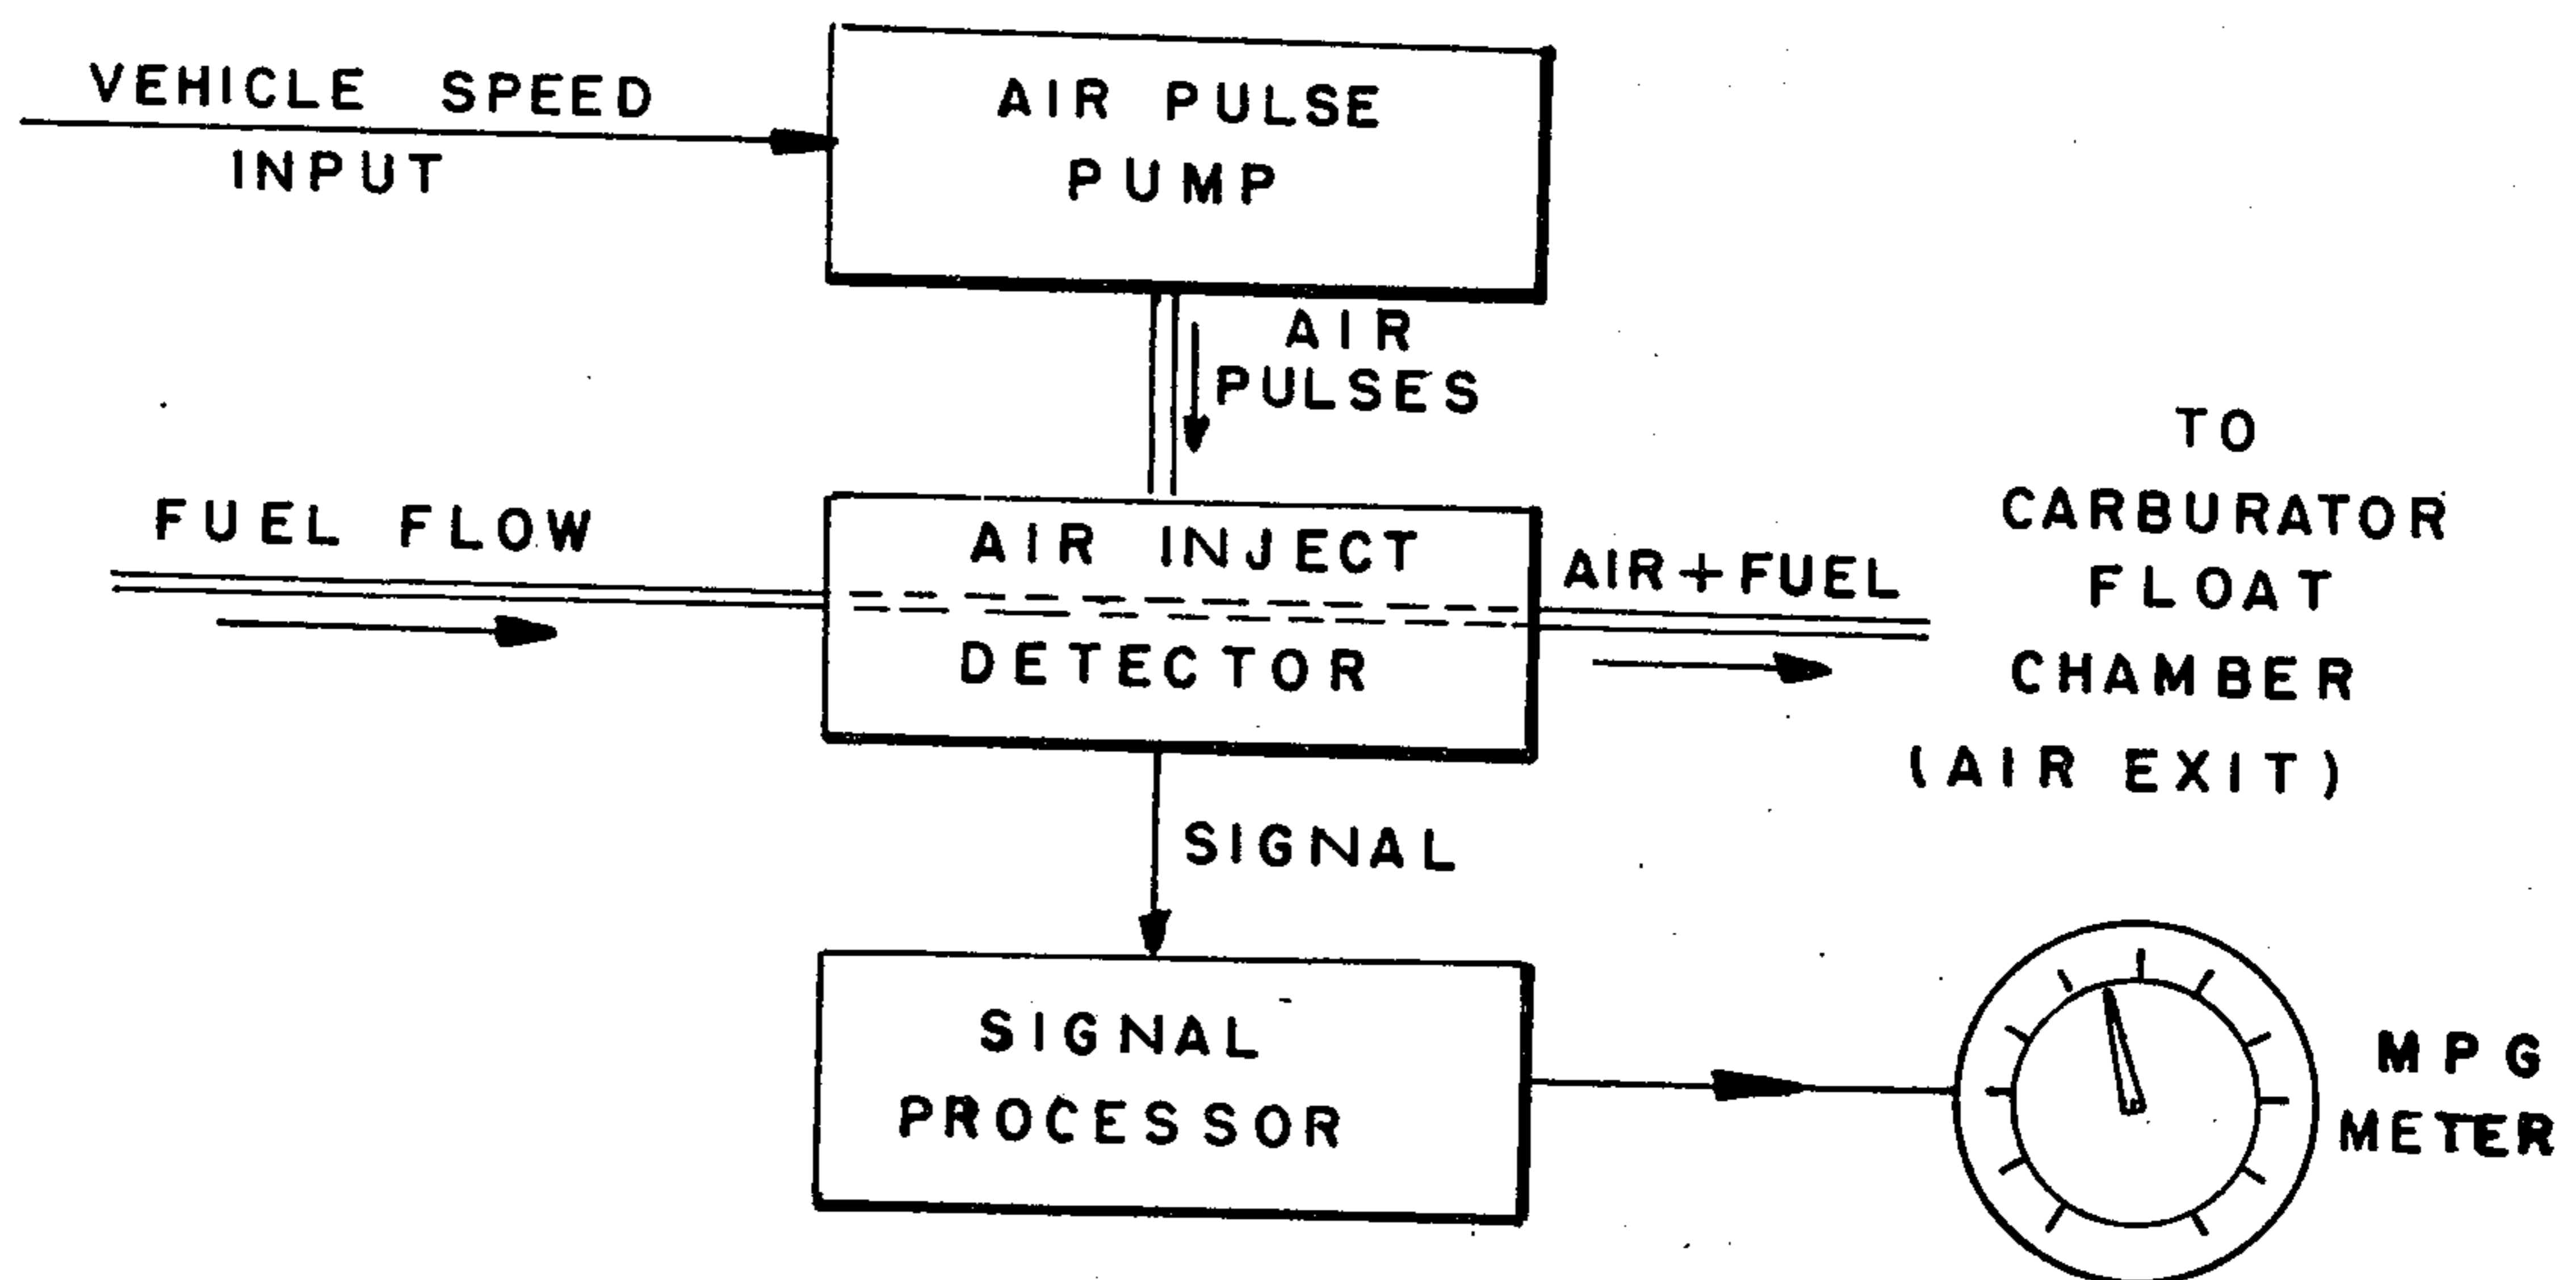 VEHICLE SPEED
INPUT
AIR PULSE
PUMP
AIR
PULSES
FUEL FLOW
AIR INJECT
DETECTOR
AIR+FUEL
TO
CARBURATOR
FLOAT
CHAMBER
(AIR EXIT)
SIGNAL
SIGNAL
PROCESSOR
MPG
METER